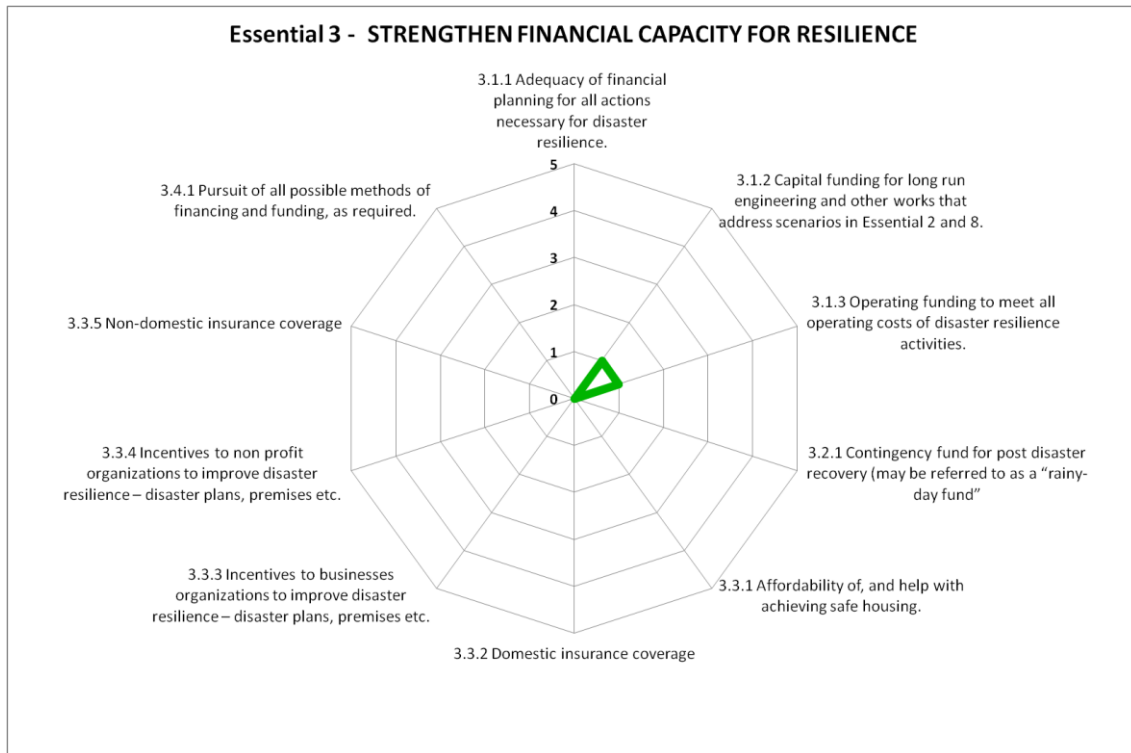 Essential 3 - STRENGTHEN FINANCIAL CAPACITY FOR RESILIENCE
3.1.1 Adequacy of financial
planning for all actions
necessary for disaster
resilience.
3.1.2 Capital funding for long run
engineering and other works that
address scenarios in Essential 2 and 8.
3.1.3 Operating funding to meet all
operating costs of disaster resilience
activities.
3.2.1 Contingency fund for post disaster
recovery (may be referred to as a “rainy-
day fund”
3.3.1 Affordability of, and help with
achieving safe housing.
3.3.2 Domestic insurance coverage
3.3.3 Incentives to businesses
organizations to improve disaster
resilience – disaster plans, premises etc.
3.3.4 Incentives to non profit
organizations to improve disaster
resilience – disaster plans, premises etc.
3.3.5 Non-domestic insurance coverage
3.4.1 Pursuit of all possible methods of
financing and funding, as required.
5
4
3
2
1
0